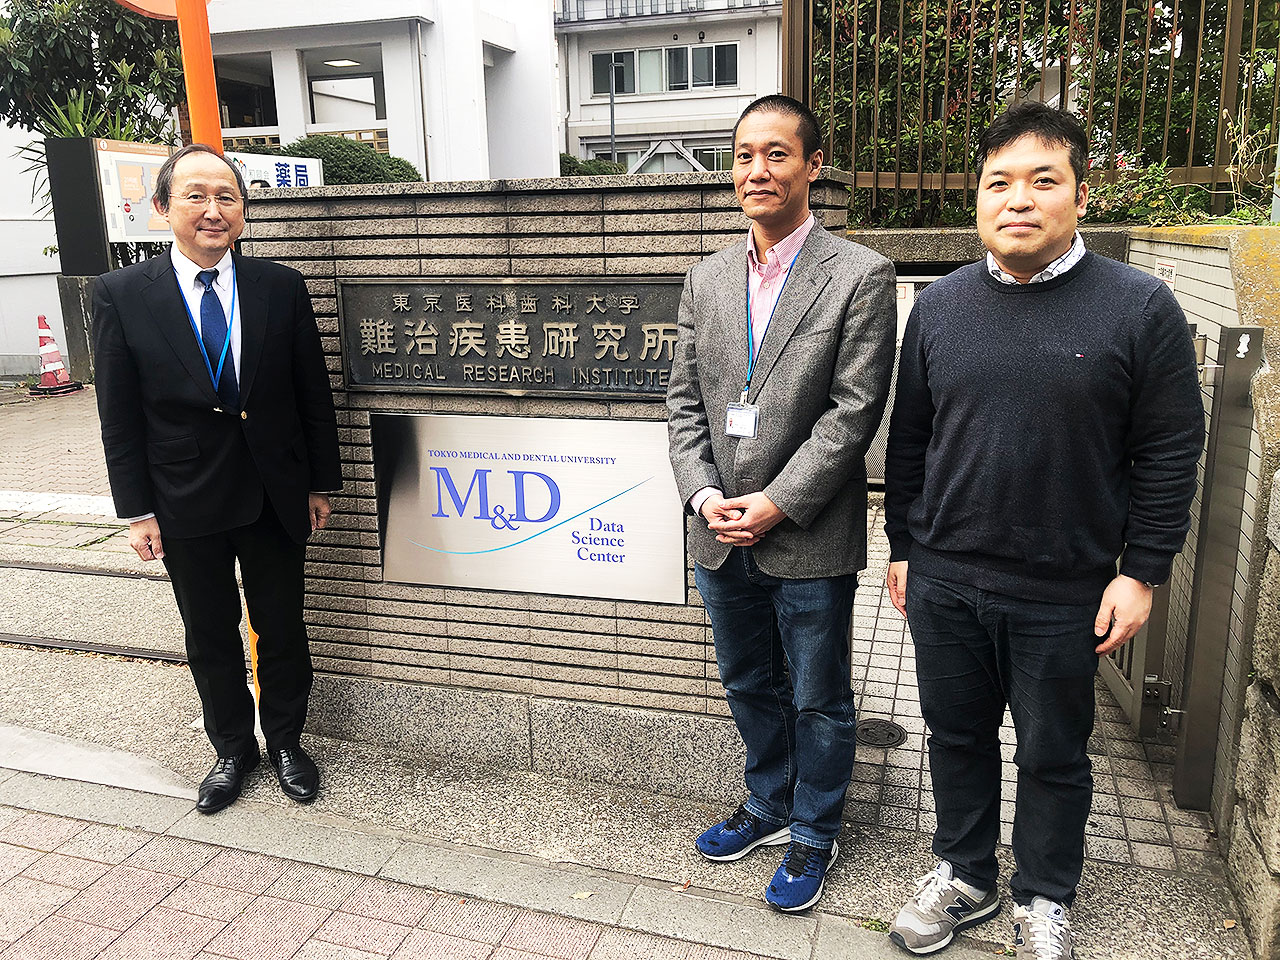 薬局
東京医科歯科大学
難治疾患研究所
MEDICAL RESEARCH INSTITUTE
TOKYO MEDICAL AND DENTAL UNIVERSITY
M&D
Data
Science
Center
N